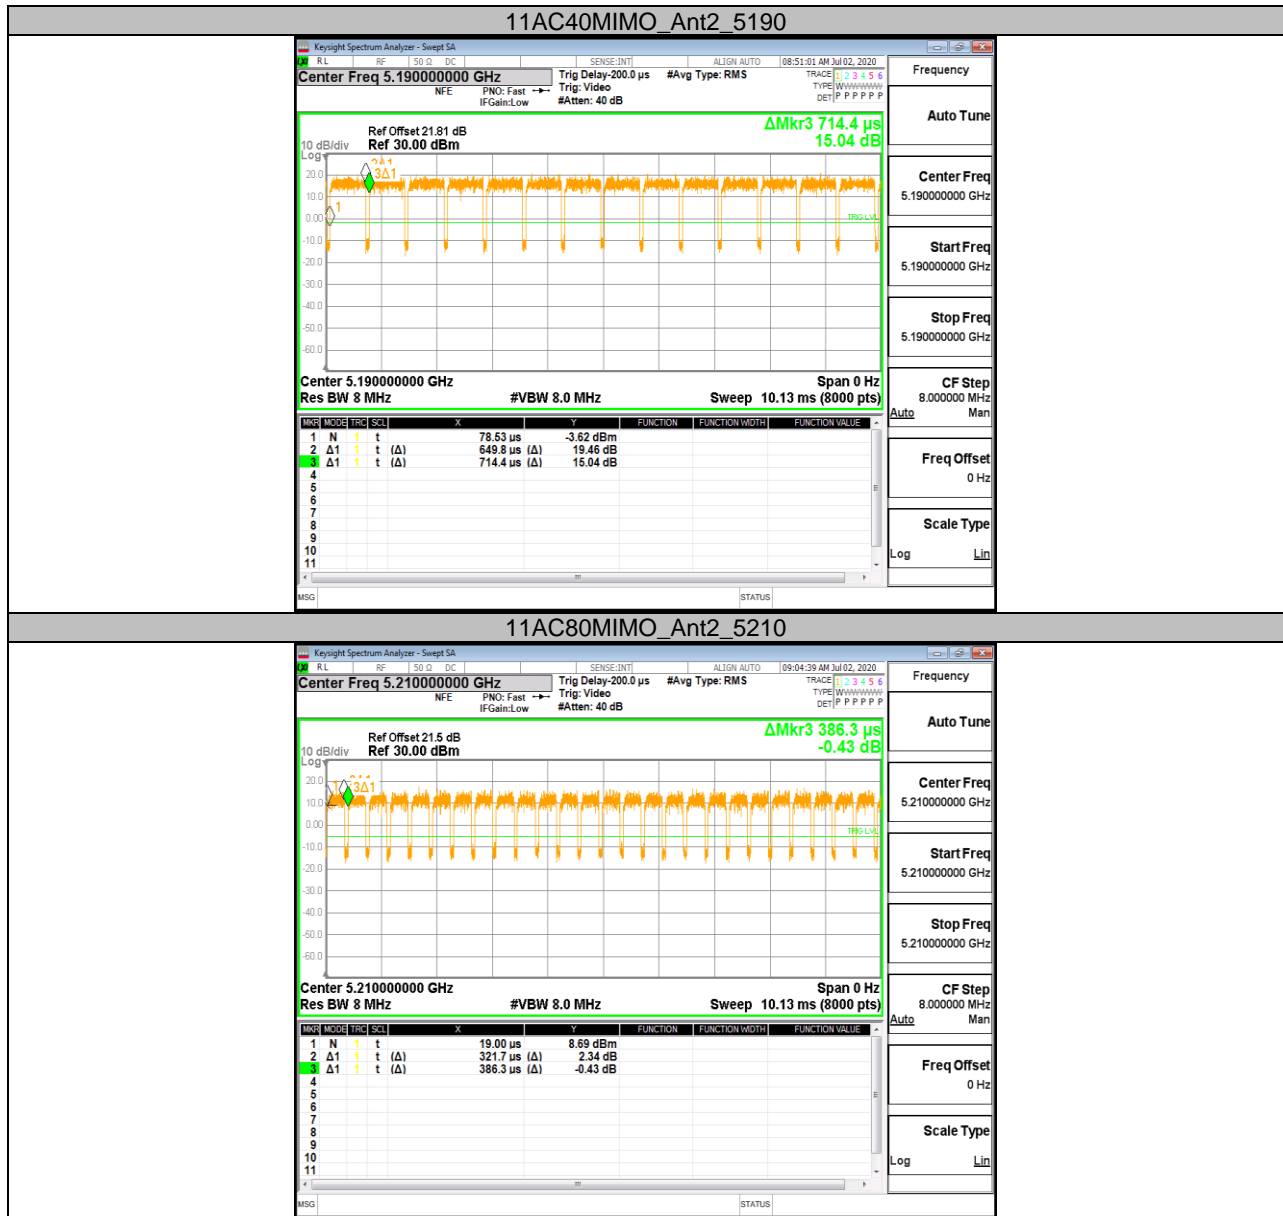 11AC40MIMO_Ant2_5190
Keysight Spectrum Analyzer - Swept SA
LXI RL RF 50 Ω DC SENSE:INT ALIGN AUTO 08:51:01 AM Jul 02, 2020
Center Freq 5.190000000 GHz Trig Delay-200.0 µs #Avg Type: RMS TRACE 1 2 3 4 5 6
NFE PNO: Fast Trig: Video TYPE WWWWWW
IFGain:Low #Atten: 40 dB DET P P P P P P
Frequency
Auto Tune
ΔMkr3 714.4 µs
15.04 dB
Ref Offset 21.81 dB
10 dB/div Ref 30.00 dBm
Log
20.0
10.0
0.00
-10.0
-20.0
-30.0
-40.0
-50.0
-60.0
3Δ1
1
TRIG LVL
Center 5.190000000 GHz Span 0 Hz
Res BW 8 MHz #VBW 8.0 MHz Sweep 10.13 ms (8000 pts)
MKR MODE TRC SCL X Y FUNCTION FUNCTION WIDTH FUNCTION VALUE
1 N 1 t 78.53 µs -3.62 dBm
2 Δ1 1 t (Δ) 649.8 µs (Δ) 19.46 dB
3 Δ1 1 t (Δ) 714.4 µs (Δ) 15.04 dB
4
5
6
7
8
9
10
11
Center Freq
5.190000000 GHz
Start Freq
5.190000000 GHz
Stop Freq
5.190000000 GHz
CF Step
8.000000 MHz
Auto Man
Freq Offset
0 Hz
Scale Type
Log Lin
MSG STATUS
11AC80MIMO_Ant2_5210
Keysight Spectrum Analyzer - Swept SA
LXI RL RF 50 Ω DC SENSE:INT ALIGN AUTO 09:04:39 AM Jul 02, 2020
Center Freq 5.210000000 GHz Trig Delay-200.0 µs #Avg Type: RMS TRACE 1 2 3 4 5 6
NFE PNO: Fast Trig: Video TYPE WWWWWW
IFGain:Low #Atten: 40 dB DET P P P P P P
Frequency
Auto Tune
ΔMkr3 386.3 µs
-0.43 dB
Ref Offset 21.5 dB
10 dB/div Ref 30.00 dBm
Log
20.0
10.0
0.00
-10.0
-20.0
-30.0
-40.0
-50.0
-60.0
1
3Δ1
TRIG LVL
Center 5.210000000 GHz Span 0 Hz
Res BW 8 MHz #VBW 8.0 MHz Sweep 10.13 ms (8000 pts)
MKR MODE TRC SCL X Y FUNCTION FUNCTION WIDTH FUNCTION VALUE
1 N 1 t 19.00 µs 8.69 dBm
2 Δ1 1 t (Δ) 321.7 µs (Δ) 2.34 dB
3 Δ1 1 t (Δ) 386.3 µs (Δ) -0.43 dB
4
5
6
7
8
9
10
11
Center Freq
5.210000000 GHz
Start Freq
5.210000000 GHz
Stop Freq
5.210000000 GHz
CF Step
8.000000 MHz
Auto Man
Freq Offset
0 Hz
Scale Type
Log Lin
MSG STATUS